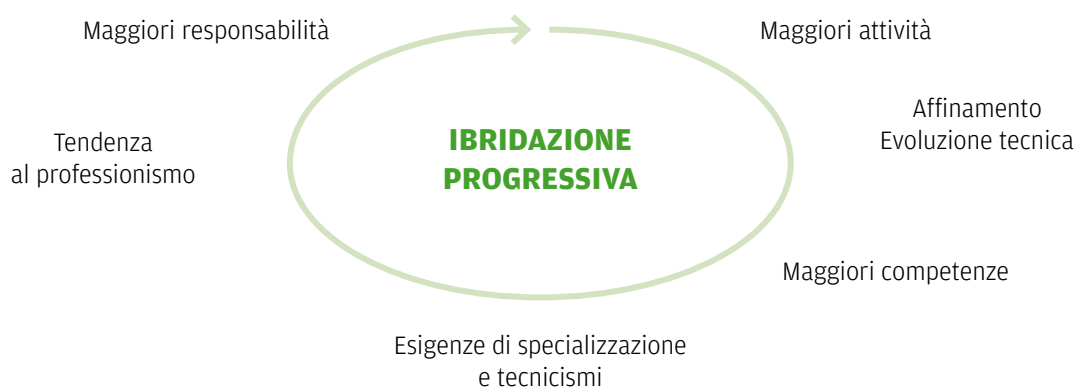 Maggiori responsabilità
Maggiori attività
Affinamento
Evoluzione tecnica
Tendenza
al professionismo
IBRIDAZIONE
PROGRESSIVA
Maggiori competenze
Esigenze di specializzazione
e tecnicismi